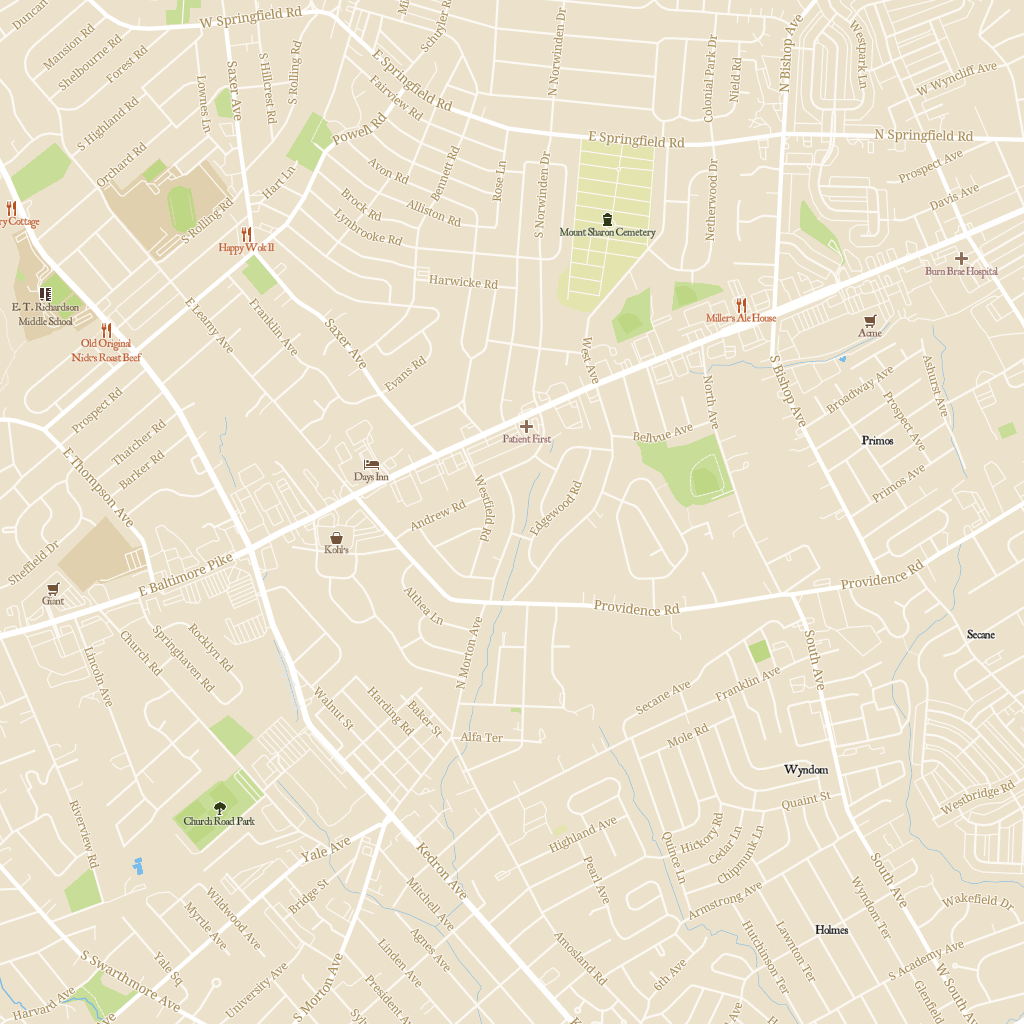 Duncan
W Springfield Rd
Mansion Rd
Shelbourne Rd
Forest Rd
Saxer Ave
S Hillcrest Rd
S Rolling Rd
Lownes Ln
Schuyler Rd
E Springfield Rd
Fairview Rd
N Norwinden Dr
Colonial Park Dr
Nield Rd
N Bishop Ave
Westpark Ln
W Wyncliff Ave
S Highland Rd
Orchard Rd
Powell Rd
Hart Ln
Avon Rd
Bennett Rd
Rose Ln
S Norwinden Dr
E Springfield Rd
N Springfield Rd
Prospect Ave
Davis Ave
Netherwood Dr
Brock Rd
Alliston Rd
Lynbrooke Rd
S Rolling Rd
ry Cottage
Happy Wok II
Mount Sharon Cemetery
Harwicke Rd
Burn Brae Hospital
E. T. Richardson
Middle School
Old Original
Nick's Roast Beef
E Leamy Ave
Franklin Ave
Saxer Ave
Evans Rd
West Ave
Miller's Ale House
Acme
S Bishop Ave
North Ave
Broadway Ave
Prospect Ave
Ashurst Ave
Primos
Primos Ave
Prospect Rd
Thatcher Rd
Barker Rd
E Thompson Ave
Patient First
Bellvue Ave
Days Inn
Westfield Rd
Andrew Rd
Edgewood Rd
Kohl's
Sheffield Dr
Giant
E Baltimore Pike
Althea Ln
Providence Rd
Providence Rd
Secane
Church Rd
Springhaven Rd
Rocklyn Rd
Lincoln Ave
N Morton Ave
South Ave
Walnut St
Harding Rd
Baker St
Alfa Ter
Secane Ave
Franklin Ave
Mole Rd
Wyndom
Quaint St
Westbridge Rd
Church Road Park
Riverview Rd
Yale Ave
Kedron Ave
Highland Ave
Pearl Ave
Quince Ln
Hickory Rd
Cedar Ln
Chipmunk Ln
Armstrong Ave
South Ave
Wyndom Ter
Wakefield Dr
Bridge St
Wildwood Ave
Myrtle Ave
Mitchell Ave
Agnes Ave
Linden Ave
Amosland Rd
6th Ave
Hutchinson Ter
Lawnton Ter
Holmes
S Academy Ave
Yale Sq
S Swarthmore Ave
University Ave
S Morton Ave
President Ave
W South Av
Glenfield
Harvard Ave